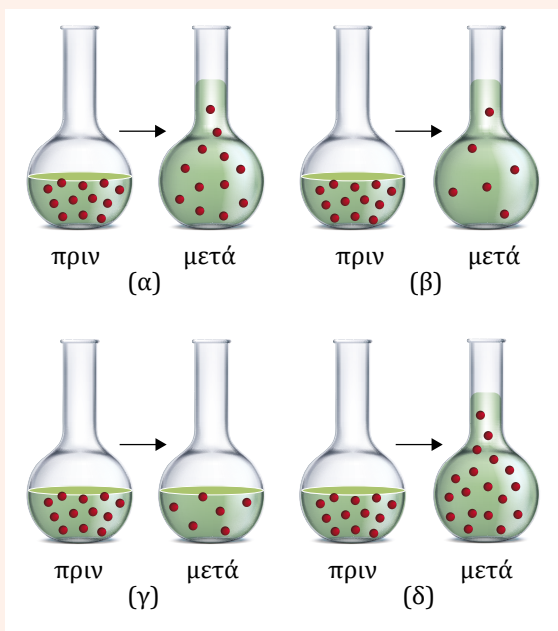 πριν μετά
(α)
πριν μετά
(β)
πριν μετά
(γ)
πριν μετά
(δ)